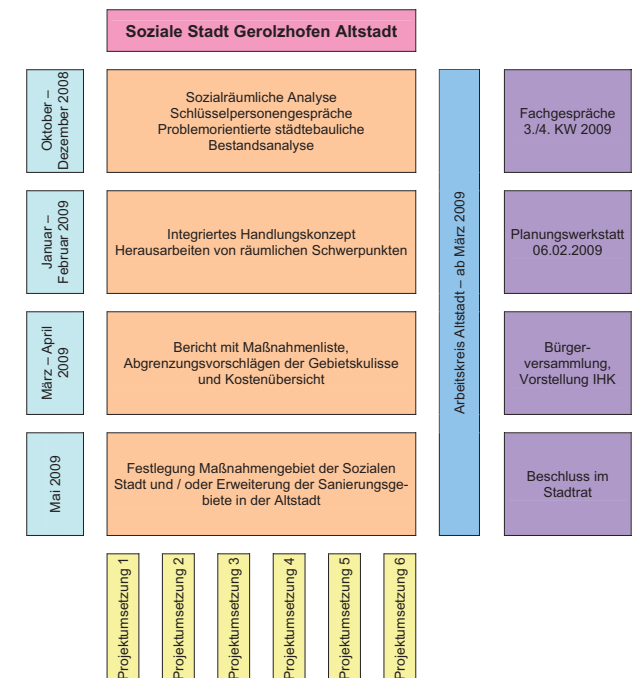 Soziale Stadt Gerolzhofen Altstadt
Oktober –
Dezember 2008
Sozialräumliche Analyse
Schlüsselpersonengespräche
Problemorientierte städtebauliche
Bestandsanalyse
Fachgespräche
3./4. KW 2009
Januar –
Februar 2009
Integriertes Handlungskonzept
Herausarbeiten von räumlichen Schwerpunkten
Arbeitskreis Altstadt – ab März 2009
Planungswerkstatt
06.02.2009
März – April
2009
Bericht mit Maßnahmenliste,
Abgrenzungsvorschlägen der Gebietskulisse
und Kostenübersicht
Bürger-
versammlung,
Vorstellung IHK
Mai 2009
Festlegung Maßnahmengebiet der Sozialen
Stadt und / oder Erweiterung der Sanierungsge-
biete in der Altstadt
Beschluss im
Stadtrat
Projektumsetzung 1
Projektumsetzung 2
Projektumsetzung 3
Projektumsetzung 4
Projektumsetzung 5
Projektumsetzung 6